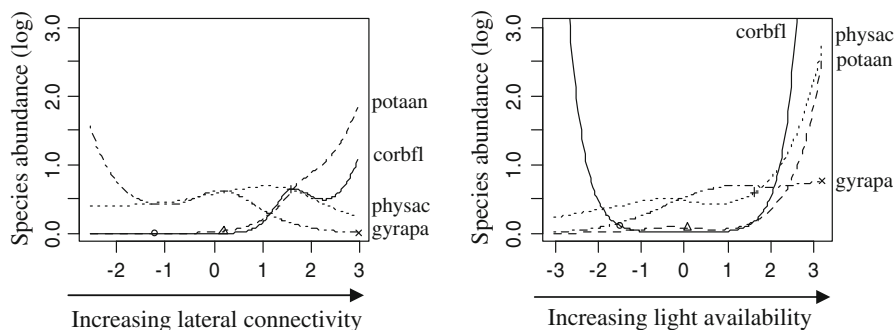 Species abundance (log)
3.0
2.0
1.0
0.0
-2
-1
0
1
2
3
potaan
corbfl
physac
gyrapa
Increasing lateral connectivity
Species abundance (log)
3.0
2.0
1.0
0.0
-3
-2
-1
0
1
2
3
corbfl
physac
potaan
gyrapa
Increasing light availability